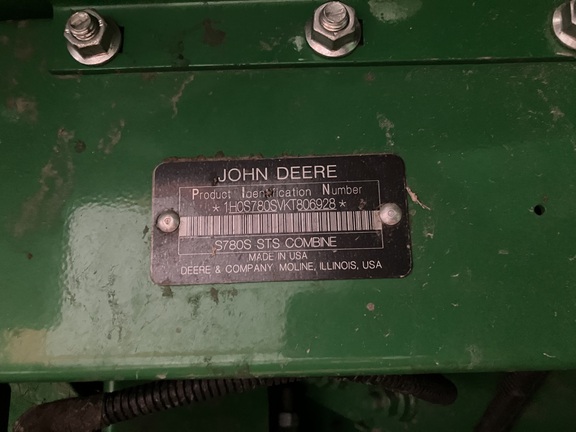 JOHN DEERE
Product Identification Number
*1H0S780SVKT806928*
S780S STS COMBINE
MADE IN USA
DEERE & COMPANY MOLINE, ILLINOIS, USA